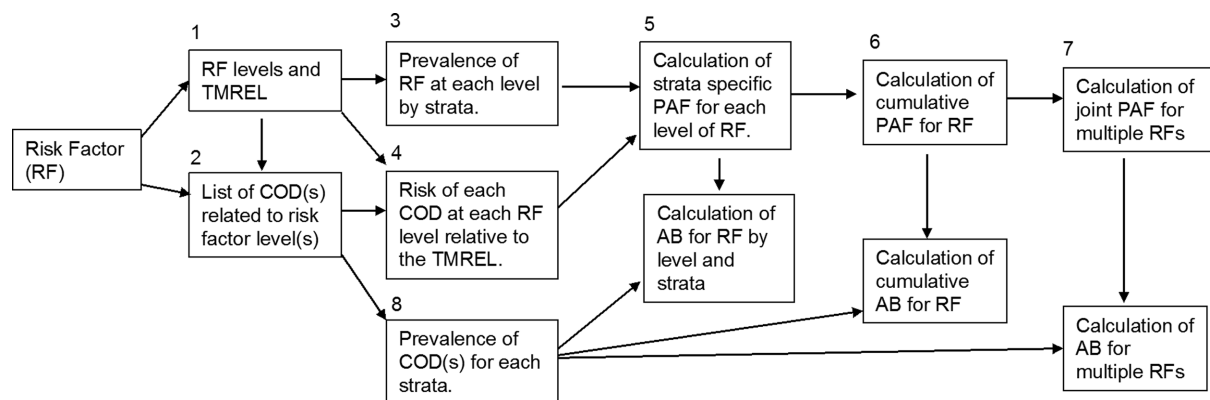 Risk Factor
(RF)
1
RF levels and
TMREL
2
List of COD(s)
related to risk
factor level(s)
3
Prevalence of
RF at each level
by strata.
4
Risk of each
COD at each RF
level relative to
the TMREL.
8
Prevalence of
COD(s) for each
strata.
5
Calculation of
strata specific
PAF for each
level of RF.
Calculation of
AB for RF by
level and
strata
6
Calculation of
cumulative
PAF for RF
Calculation of
cumulative
AB for RF
7
Calculation of
joint PAF for
multiple RFs
Calculation of
AB for
multiple RFs